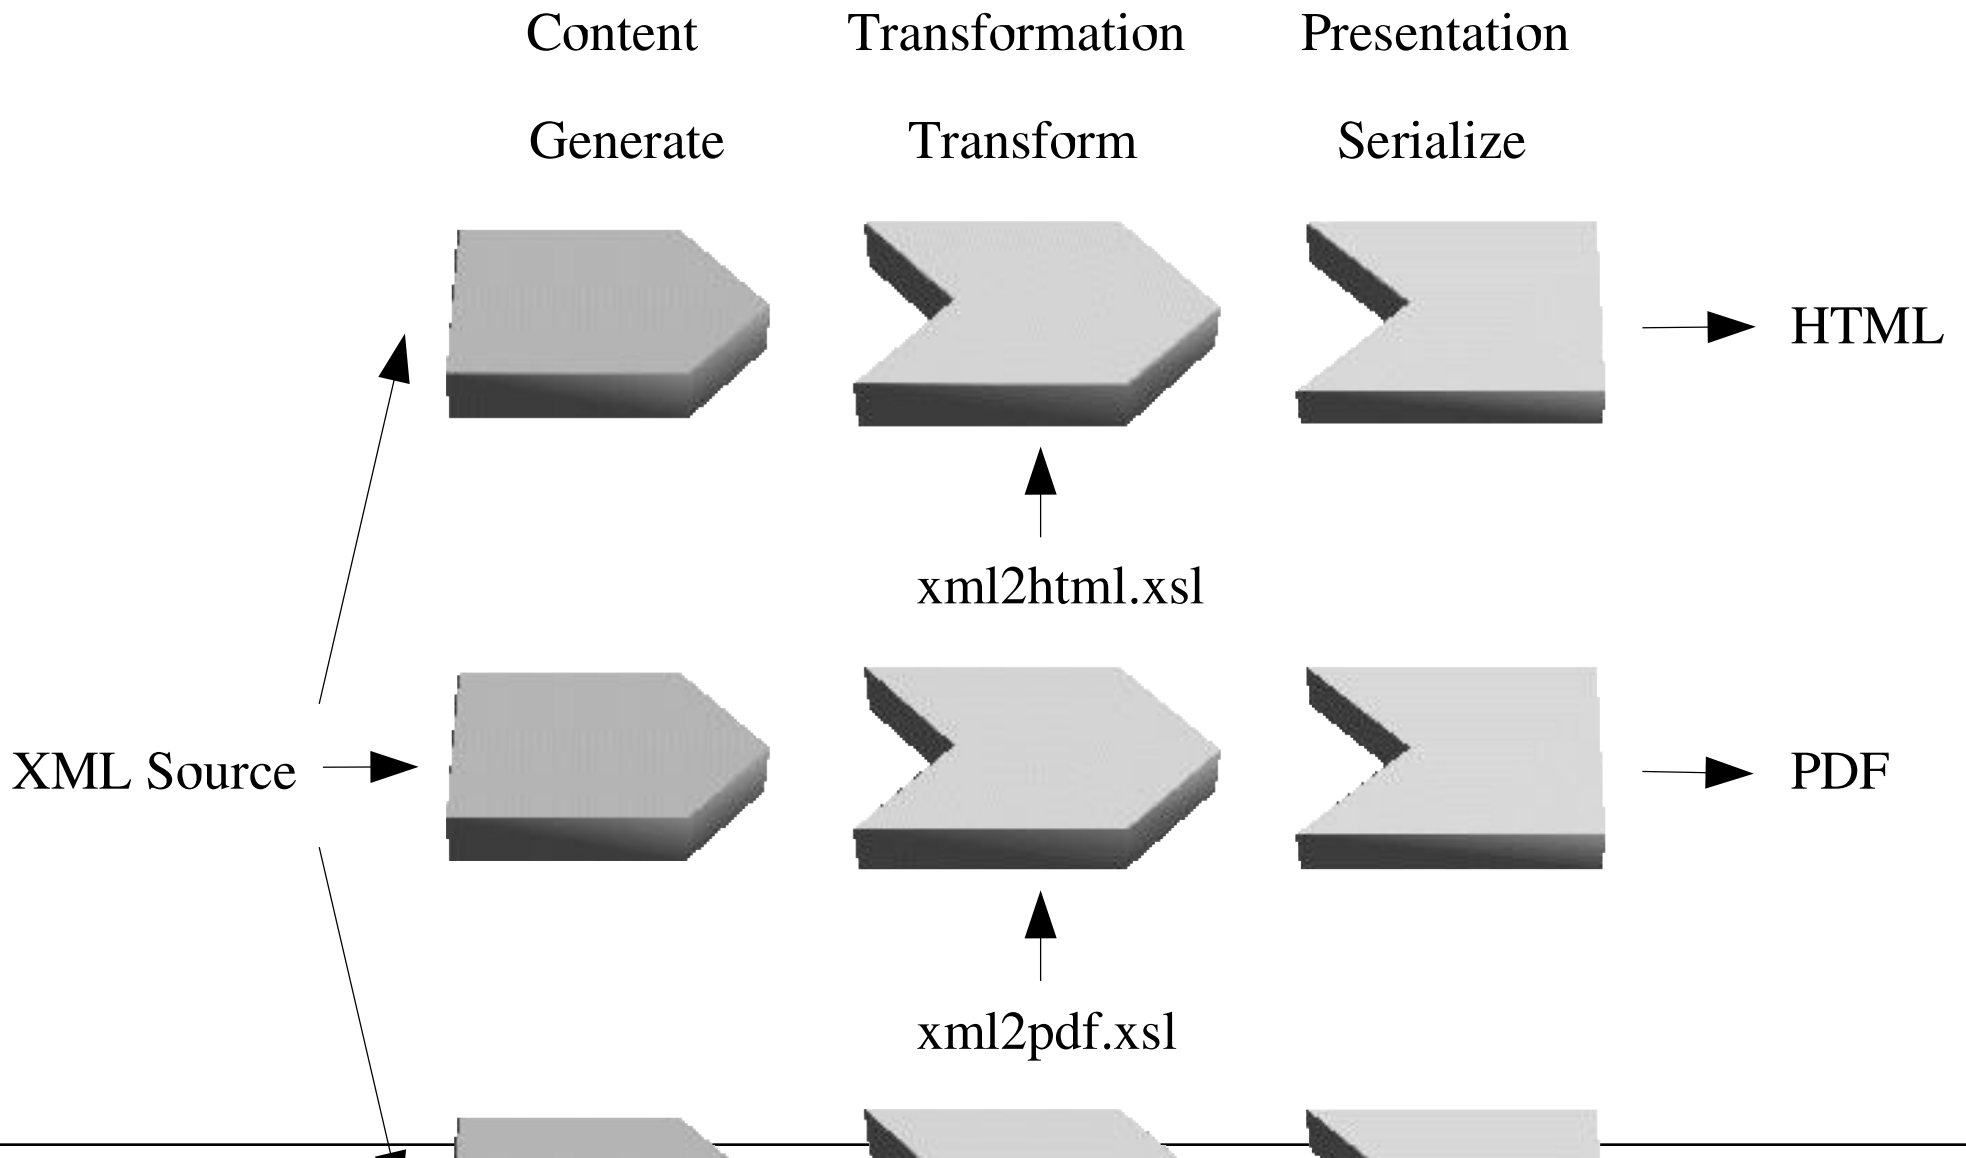 Content Transformation Presentation
Generate Transform Serialize
HTML
xml2html.xsl
XML Source
PDF
xml2pdf.xsl